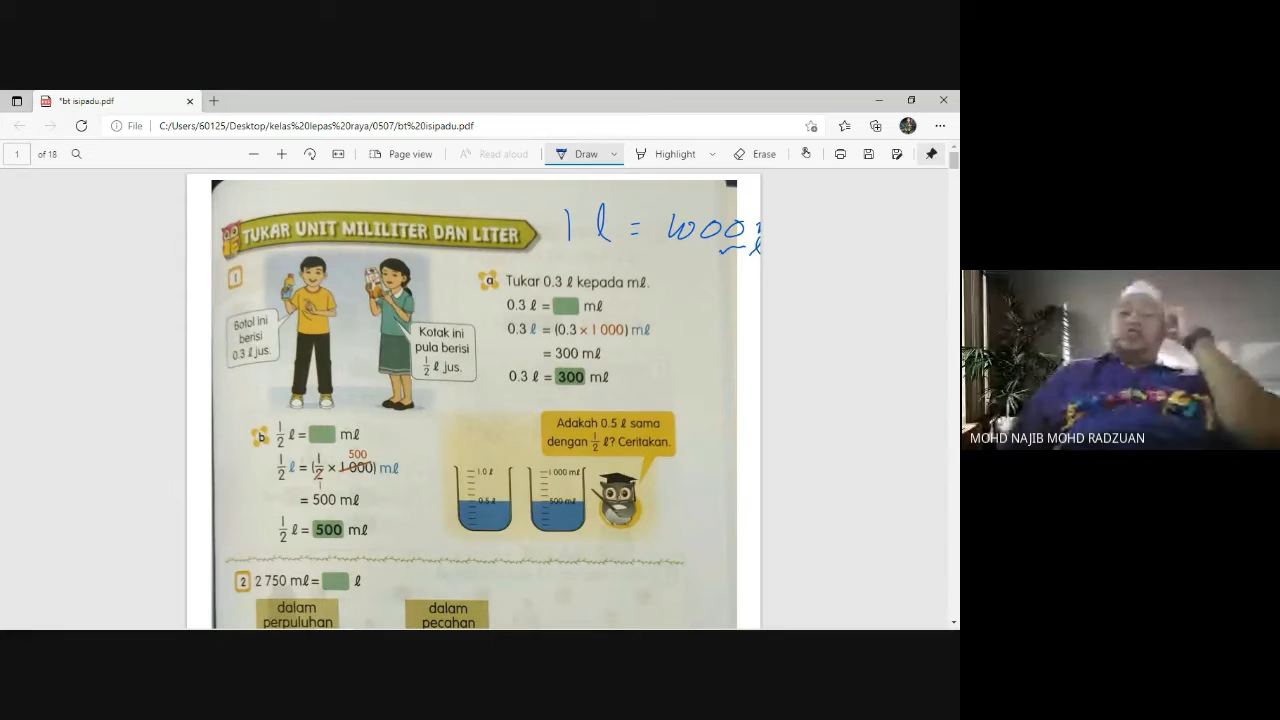 *bt isipadu.pdf
File
C:/Users/60125/Desktop/kelas%20lepas%20raya/0507/bt%20isipadu.pdf
1 of 18
Page view
Read aloud
Draw
Highlight
Erase
TUKAR UNIT MILILITER DAN LITER
1 ℓ = 1000
1
Botol ini
berisi
0.3 ℓ jus.
Kotak ini
pula berisi
1/2 ℓ jus.
a Tukar 0.3 ℓ kepada mℓ.
0.3 ℓ = mℓ
0.3 ℓ = (0.3 × 1 000) mℓ
= 300 mℓ
0.3 ℓ = 300 mℓ
b 1/2 ℓ = mℓ
500
1/2 ℓ = (1/2 × 1 000) mℓ
1
= 500 mℓ
1/2 ℓ = 500 mℓ
Adakah 0.5 ℓ sama
dengan 1/2 ℓ? Ceritakan.
1.0 ℓ
0.5 ℓ
1 000 mℓ
500 mℓ
2 2 750 mℓ = ℓ
dalam
perpuluhan
dalam
pecahan
MOHD NAJIB MOHD RADZUAN